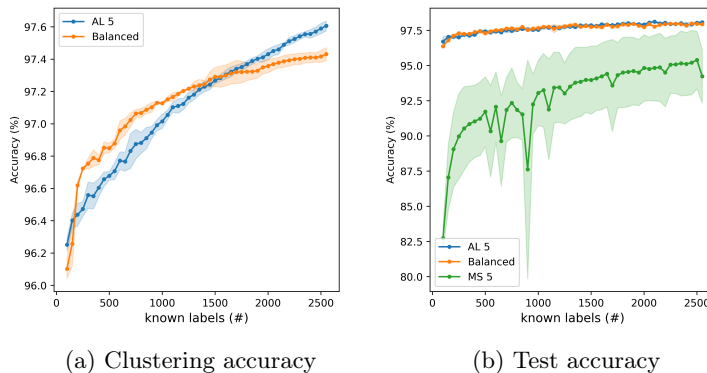 AL 5
Balanced
97.6
97.4
97.2
97.0
96.8
96.6
96.4
96.2
96.0
Accuracy (%)
0
500
1000
1500
2000
2500
known labels (#)
(a) Clustering accuracy
97.5
95.0
92.5
90.0
87.5
85.0
82.5
80.0
Accuracy (%)
AL 5
Balanced
MS 5
0
500
1000
1500
2000
2500
known labels (#)
(b) Test accuracy